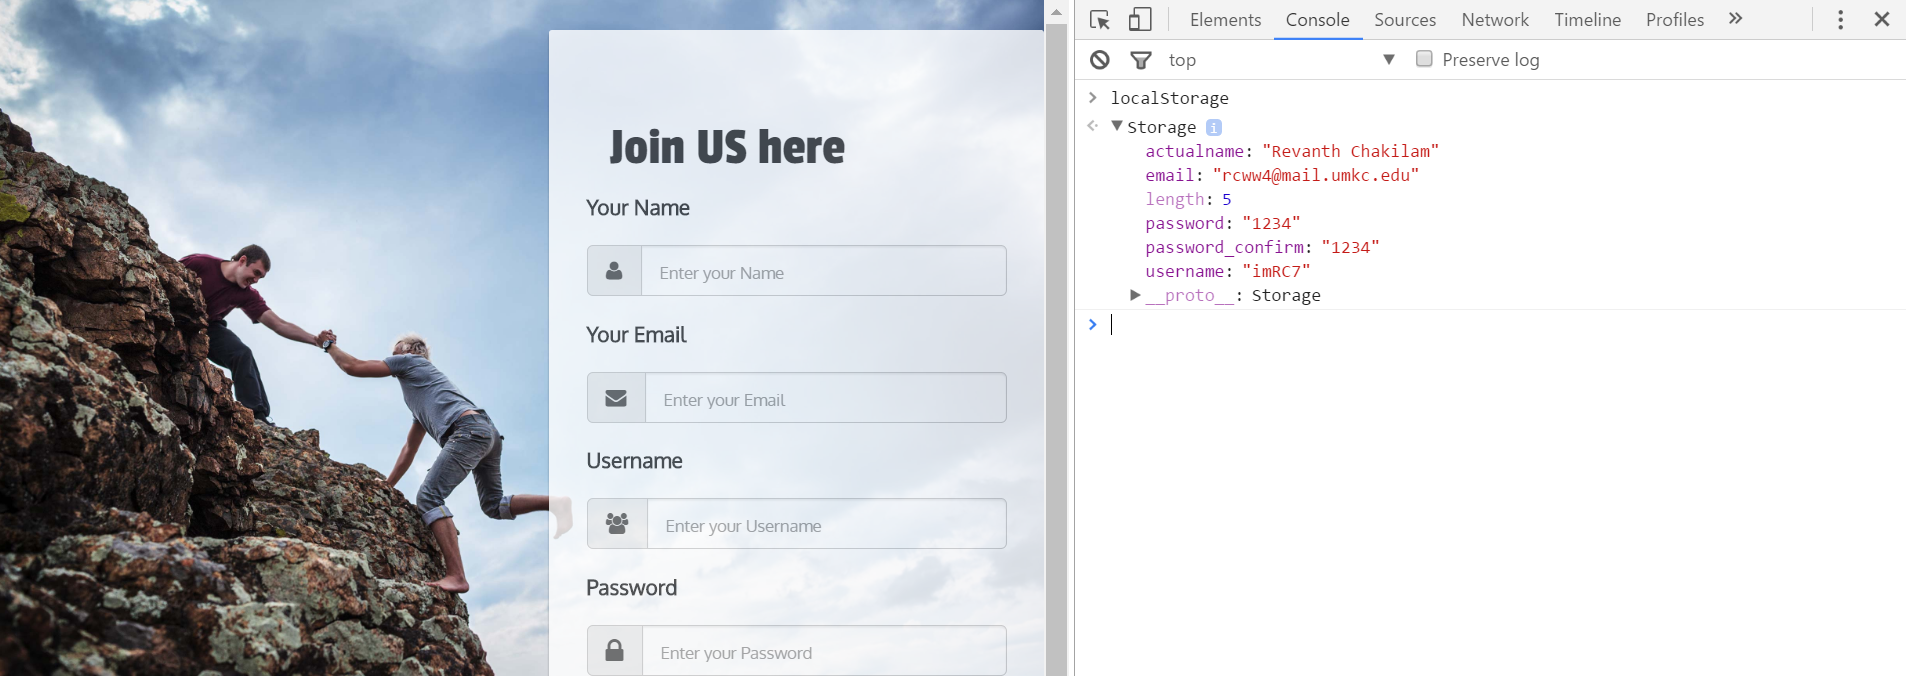 Join US here
Your Name
Enter your Name
Your Email
Enter your Email
Username
Enter your Username
Password
Enter your Password
Elements Console Sources Network Timeline Profiles »
top ▼ Preserve log
localStorage
Storage i
actualname: "Revanth Chakilam"
email: "rcww4@mail.umkc.edu"
length: 5
password: "1234"
password_confirm: "1234"
username: "imRC7"
__proto__: Storage